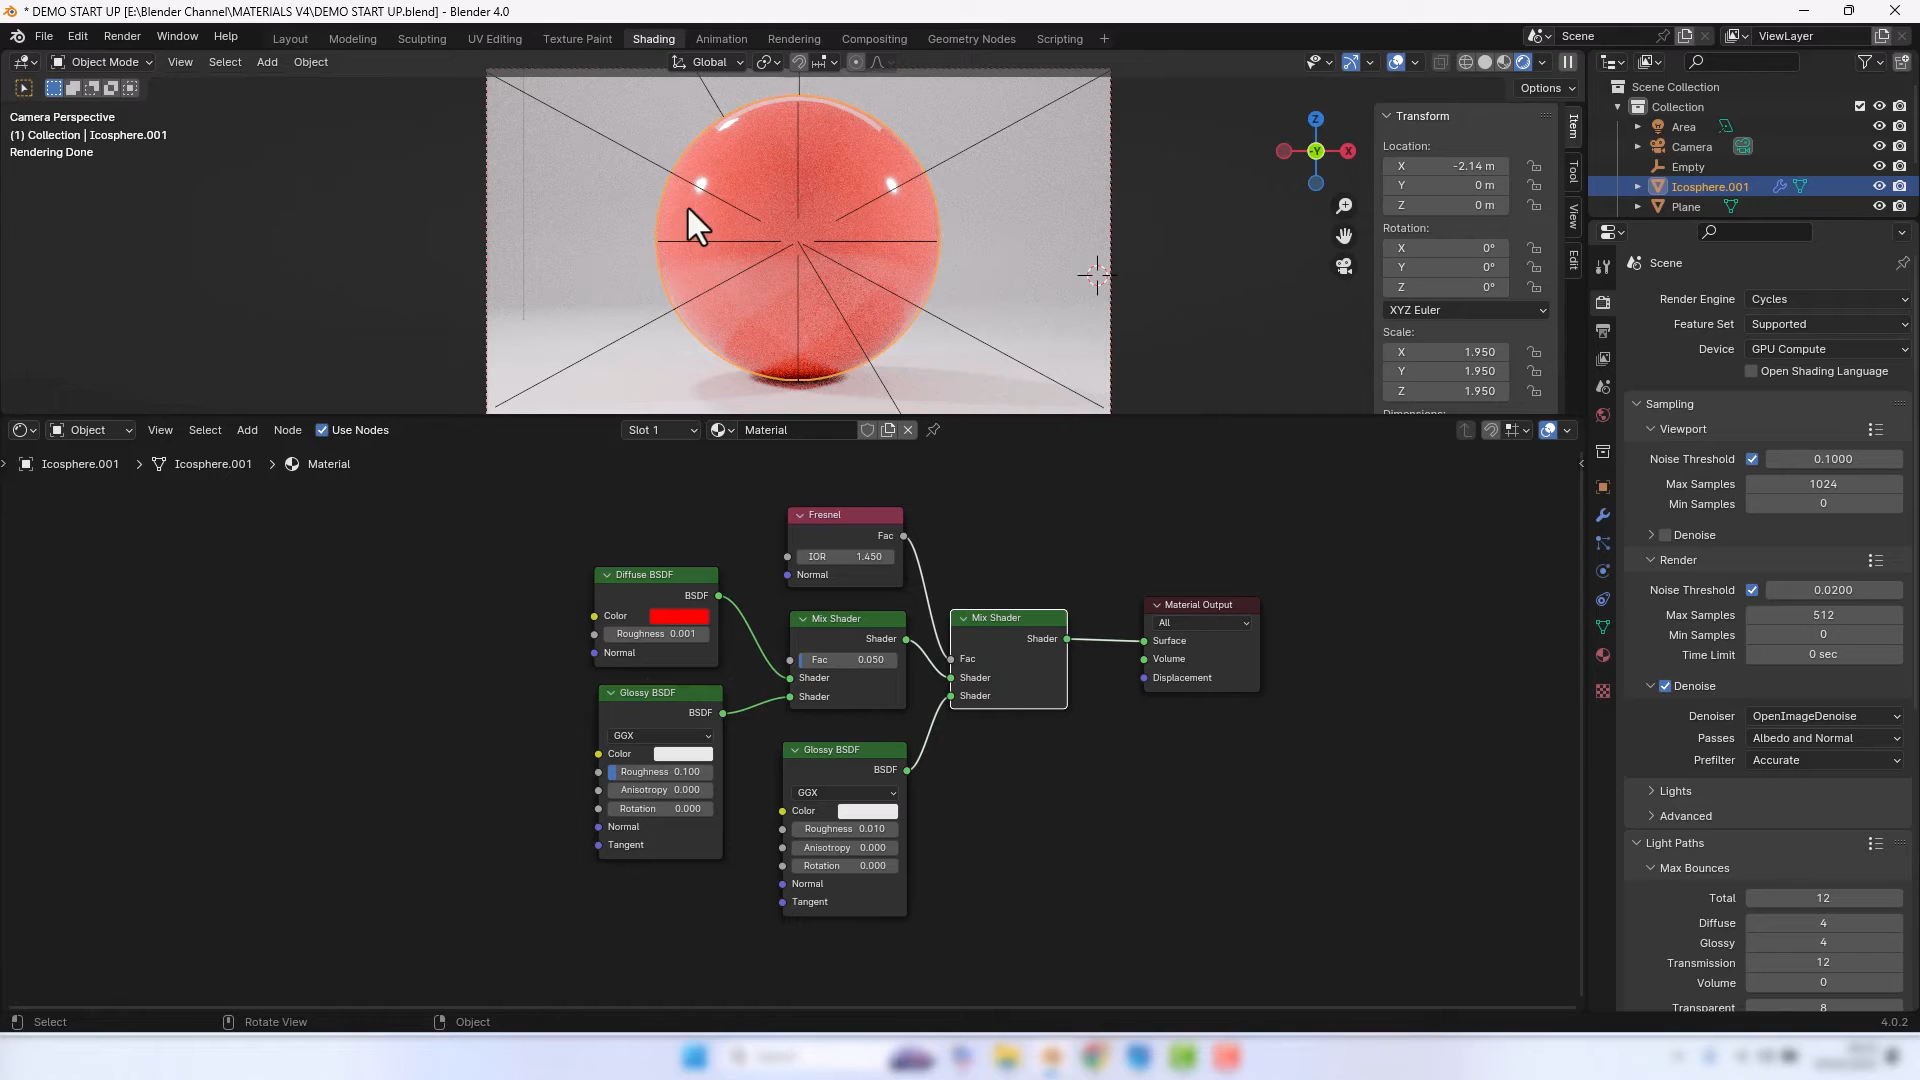 * DEMO START UP [E:\Blender Channel\MATERIALS V4\DEMO START UP.blend] - Blender 4.0
File Edit Render Window Help Layout Modeling Sculpting UV Editing Texture Paint Shading Animation Rendering Compositing Geometry Nodes Scripting + Scene ViewLayer
Object Mode View Select Add Object Global
Options
Camera Perspective
(1) Collection | Icosphere.001
Rendering Done
Z
-Y
X
Transform
Location:
X -2.14 m
Y 0 m
Z 0 m
Rotation:
X 0°
Y 0°
Z 0°
XYZ Euler
Scale:
X 1.950
Y 1.950
Z 1.950
Item
Tool
View
Edit
Scene Collection
Collection
Area
Camera
Empty
Icosphere.001
Plane
Scene
Render Engine Cycles
Feature Set Supported
Device GPU Compute
Open Shading Language
Sampling
Viewport
Noise Threshold 0.1000
Max Samples 1024
Min Samples 0
Denoise
Render
Noise Threshold 0.0200
Max Samples 512
Min Samples 0
Time Limit 0 sec
Denoise
Denoiser OpenImageDenoise
Passes Albedo and Normal
Prefilter Accurate
Lights
Advanced
Light Paths
Max Bounces
Total 12
Diffuse 4
Glossy 4
Transmission 12
Volume 0
Transparent 8
Object View Select Add Node Use Nodes Slot 1 Material
Icosphere.001 > Icosphere.001 > Material
Fresnel
Fac
IOR 1.450
Normal
Diffuse BSDF
BSDF
Color
Roughness 0.001
Normal
Glossy BSDF
BSDF
GGX
Color
Roughness 0.100
Anisotropy 0.000
Rotation 0.000
Normal
Tangent
Mix Shader
Shader
Fac 0.050
Shader
Shader
Glossy BSDF
BSDF
GGX
Color
Roughness 0.010
Anisotropy 0.000
Rotation 0.000
Normal
Tangent
Mix Shader
Shader
Fac
Shader
Shader
Material Output
All
Surface
Volume
Displacement
Select Rotate View Object 4.0.2